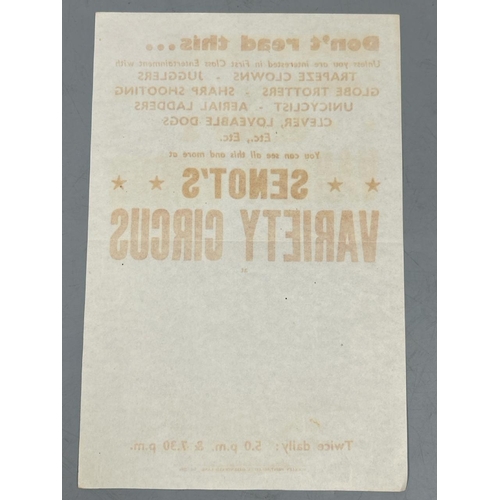 Don't read this...
Unless you are interested in First Class Entertainment, with
TRAPEZE CLOWNS - JUGGLERS
GLOBE TROTTERS - SHARP SHOOTING
UNICYCLIST - AERIAL LADDERS
CLEVER, LOVEABLE DOGS
Etc., Etc.
You can see all this and more at
★ ★ SENOT'S ★ ★
VARIETY CIRCUS
"
Twice daily: 5.0 p.m. & 7.30 p.m.